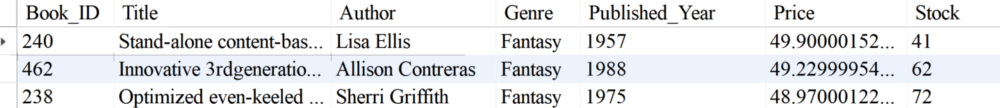 Book_ID Title Author Genre Published_Year Price Stock
240 Stand-alone content-bas... Lisa Ellis Fantasy 1957 49.90000152... 41
462 Innovative 3rdgeneratio... Allison Contreras Fantasy 1988 49.22999954... 62
238 Optimized even-keeled ... Sherri Griffith Fantasy 1975 48.97000122... 72